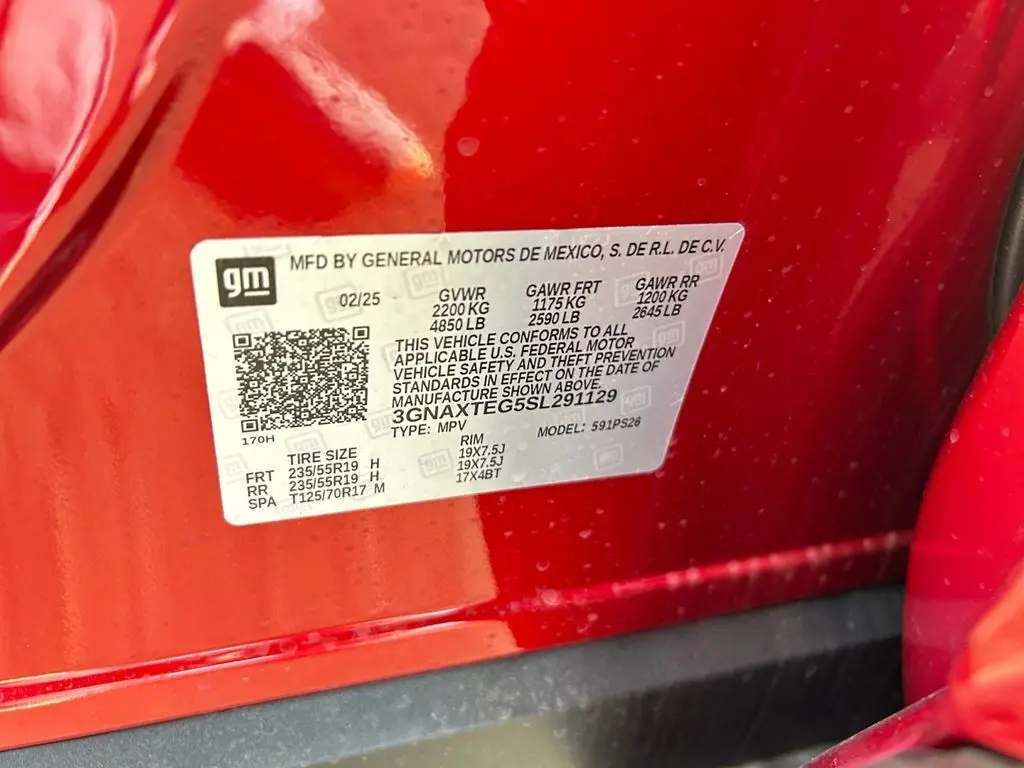 gm MFD BY GENERAL MOTORS DE MEXICO, S. DE R.L. DE C.V.
02/25 GVWR GAWR FRT GAWR RR
2200 KG 1175 KG 1200 KG
4850 LB 2590 LB 2645 LB
THIS VEHICLE CONFORMS TO ALL
APPLICABLE U.S. FEDERAL MOTOR
VEHICLE SAFETY AND THEFT PREVENTION
STANDARDS IN EFFECT ON THE DATE OF
MANUFACTURE SHOWN ABOVE.
3GNAXTEG5SL291129
170H TYPE: MPV MODEL: 591PS26
TIRE SIZE RIM
FRT 235/55R19 H 19X7.5J
RR 235/55R19 H 19X7.5J
SPA T125/70R17 M 17X4BT